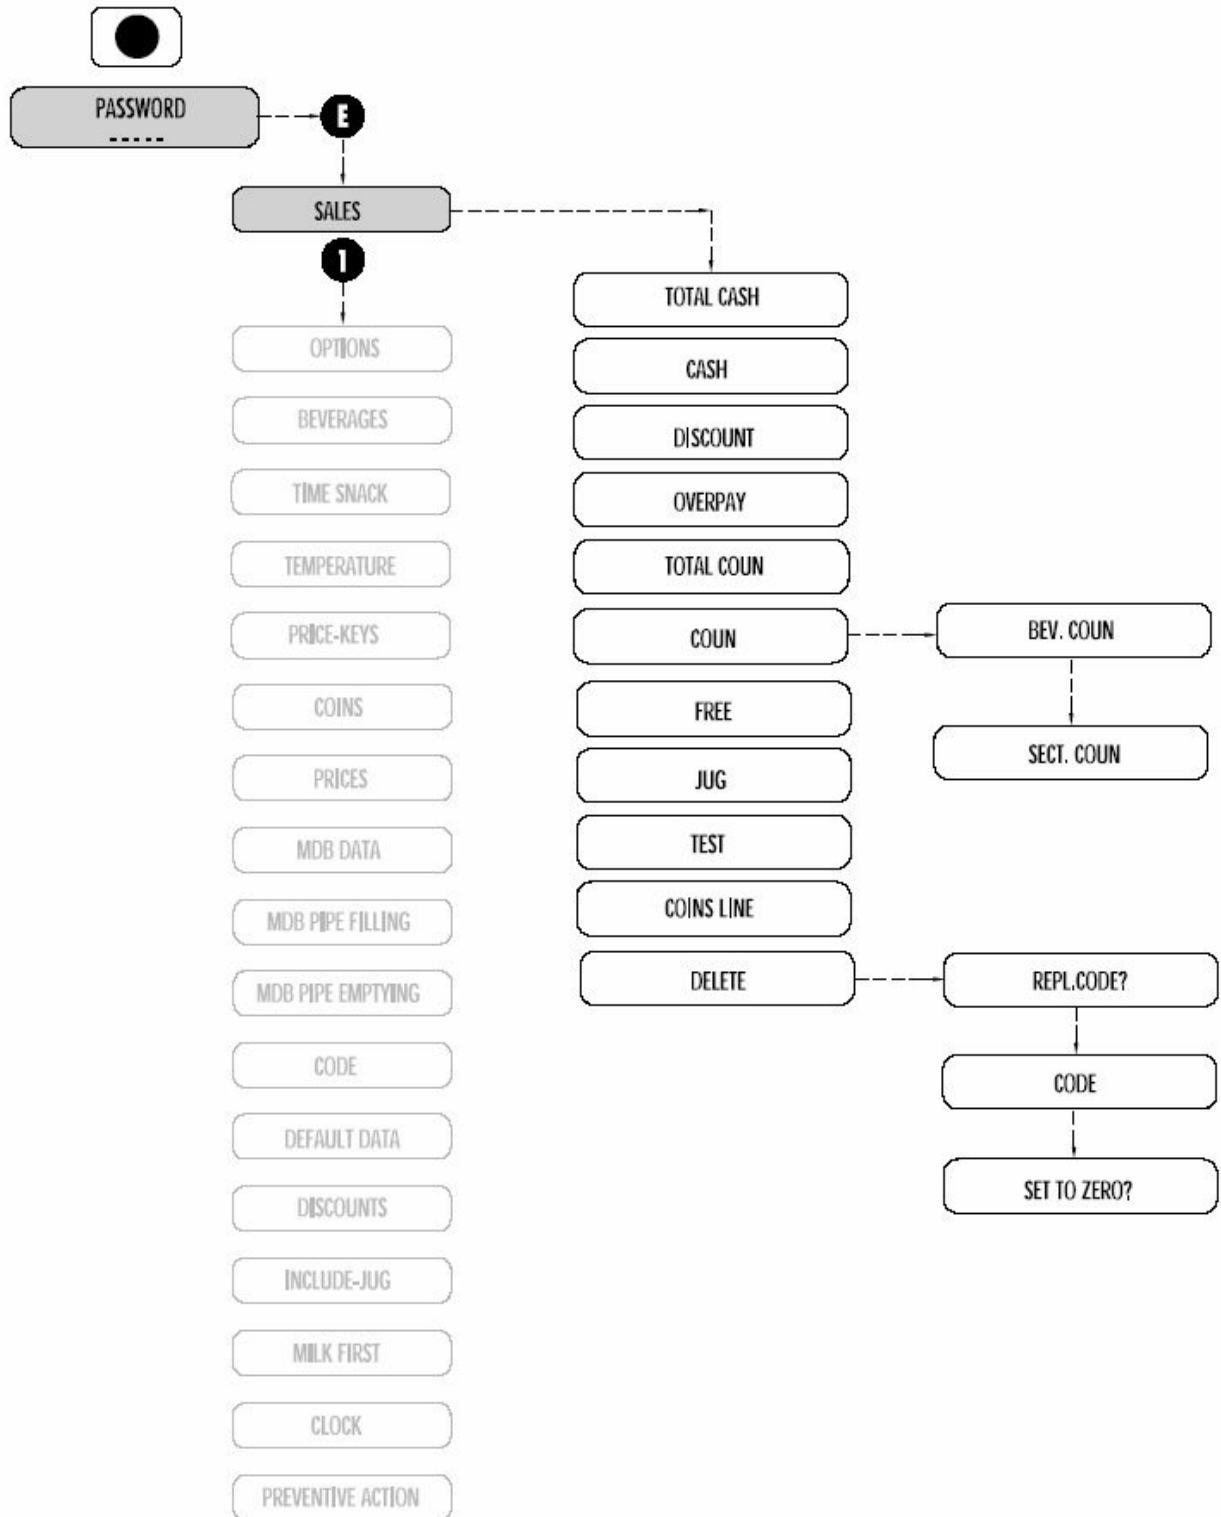 PASSWORD
-----
E
SALES
1
OPTIONS
BEVERAGES
TIME SNACK
TEMPERATURE
PRICE-KEYS
COINS
PRICES
MDB DATA
MDB PIPE FILLING
MDB PIPE EMPTYING
CODE
DEFAULT DATA
DISCOUNTS
INCLUDE-JUG
MILK FIRST
CLOCK
PREVENTIVE ACTION
TOTAL CASH
CASH
DISCOUNT
OVERPAY
TOTAL COUN
COUN
FREE
JUG
TEST
COINS LINE
DELETE
BEV. COUN
SECT. COUN
REPL.CODE?
CODE
SET TO ZERO?